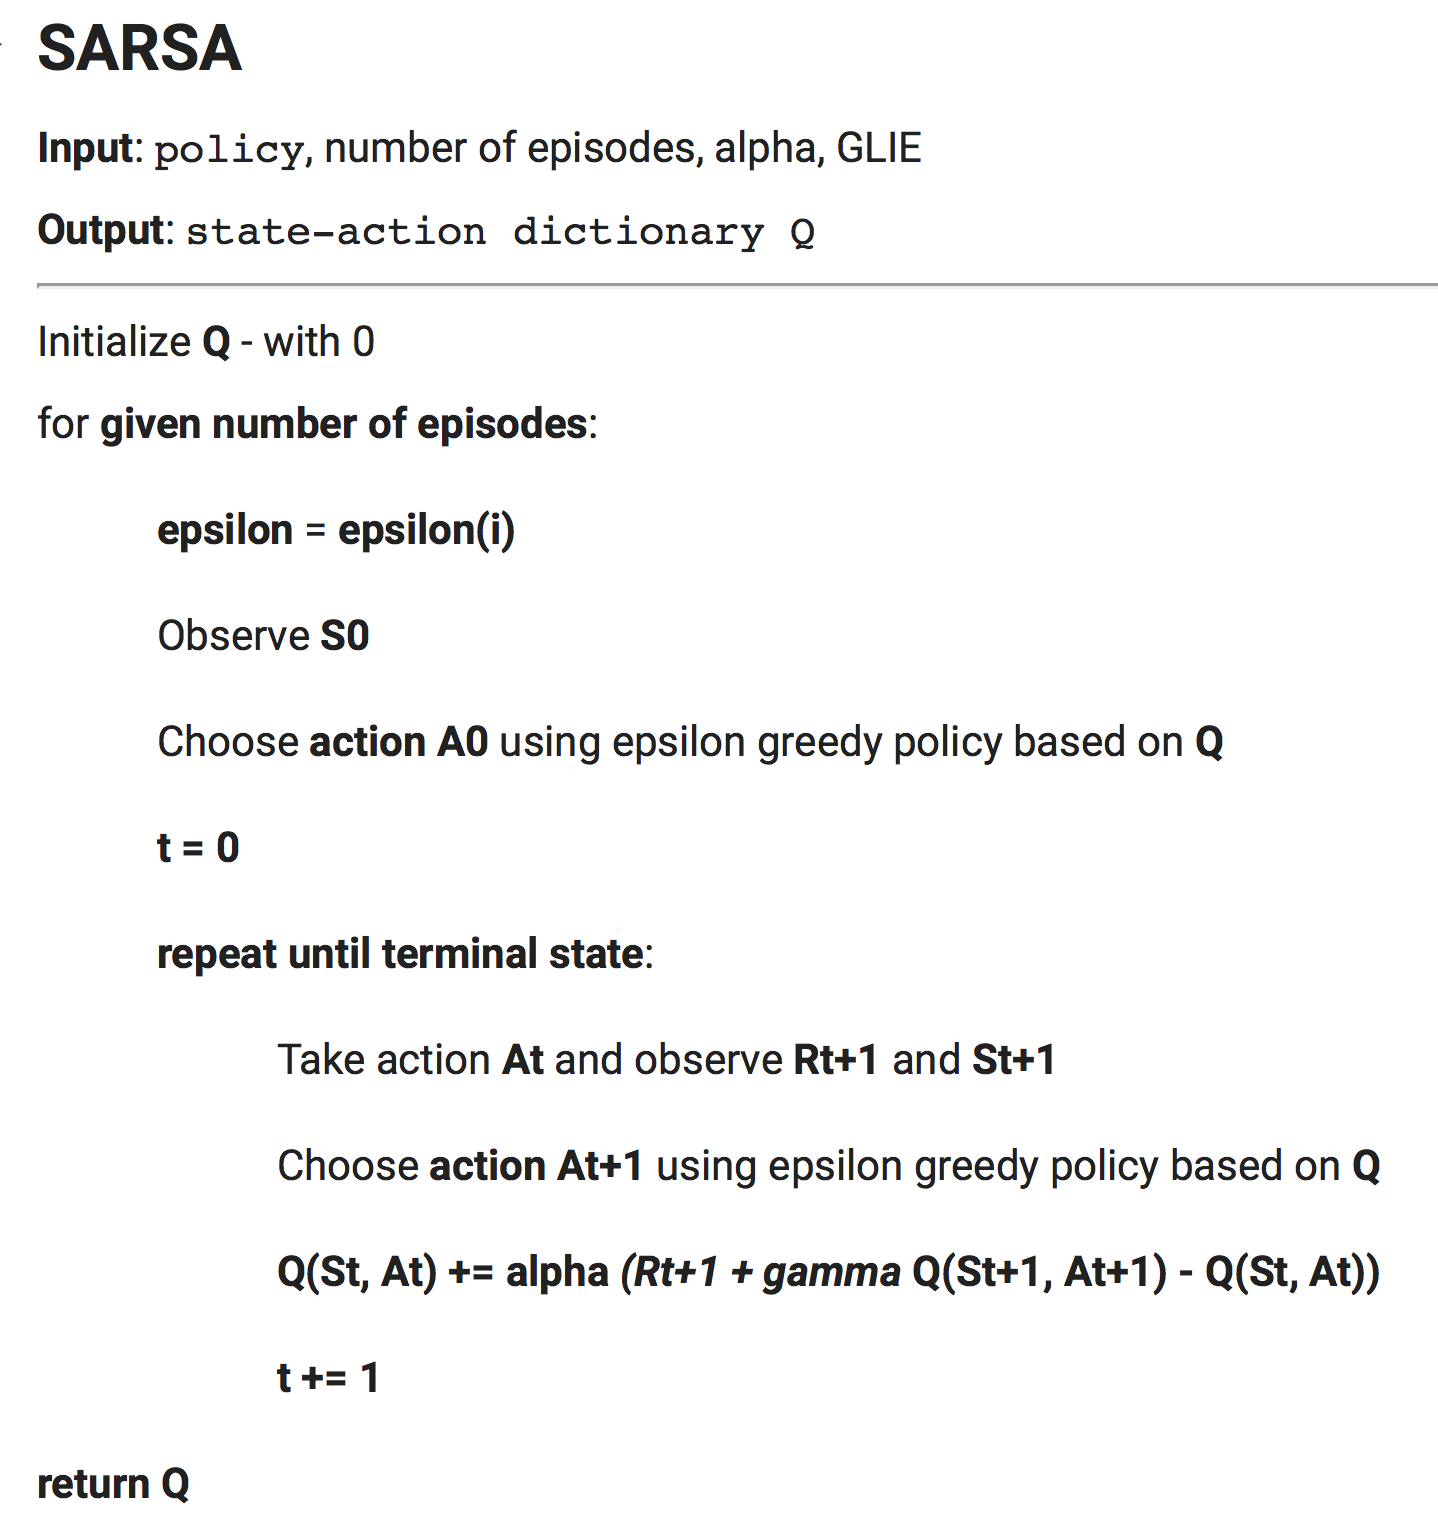 SARSA
Input: policy, number of episodes, alpha, GLIE
Output: state-action dictionary Q
Initialize Q - with 0
for given number of episodes:
epsilon = epsilon(i)
Observe S0
Choose action A0 using epsilon greedy policy based on Q
t = 0
repeat until terminal state:
Take action At and observe Rt+1 and St+1
Choose action At+1 using epsilon greedy policy based on Q
Q(St, At) += alpha (Rt+1 + gamma Q(St+1, At+1) - Q(St, At))
t += 1
return Q